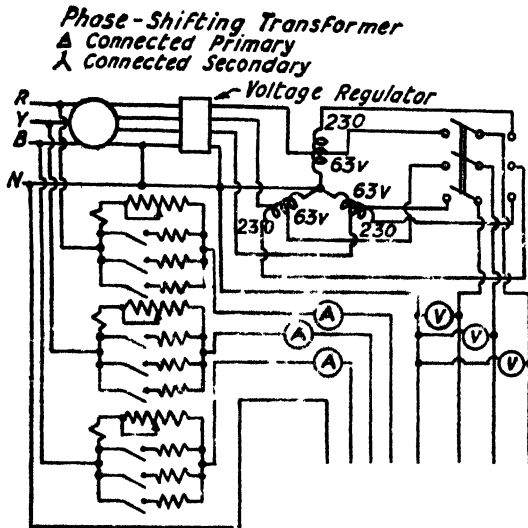 Phase-Shifting Transformer
Δ Connected Primary
⅄ Connected Secondary
Voltage Regulator
R
Y
B
N
230
63v
63v
63v
230
230
A
A
A
V
V
V